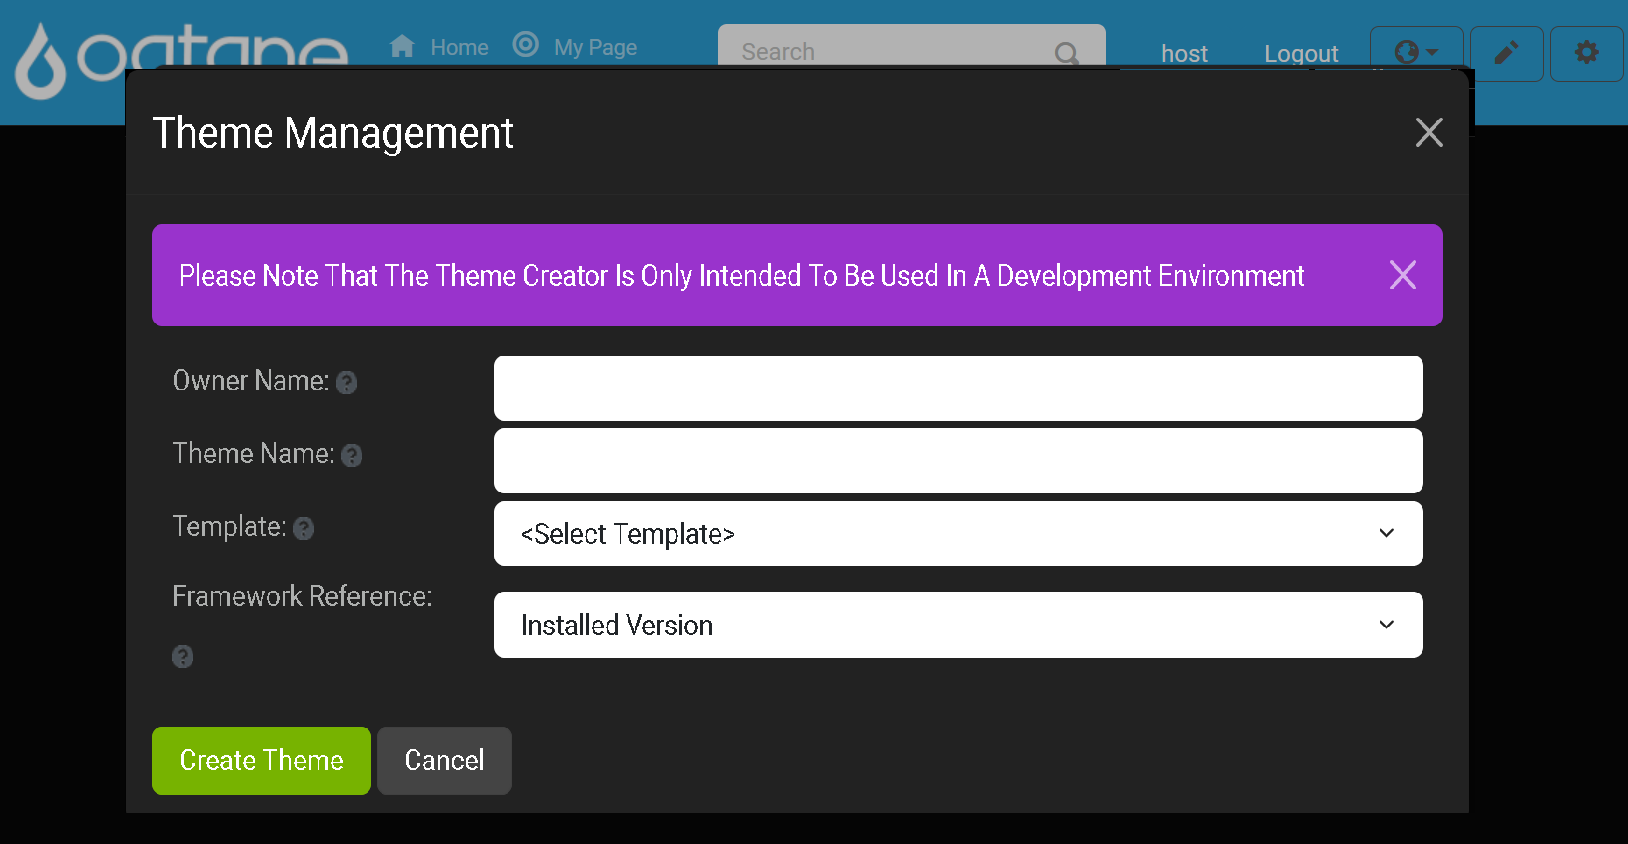 oqtane Home My Page Search host Logout
Theme Management
Please Note That The Theme Creator Is Only Intended To Be Used In A Development Environment
Owner Name:
Theme Name:
Template: <Select Template>
Framework Reference: Installed Version
Create Theme Cancel